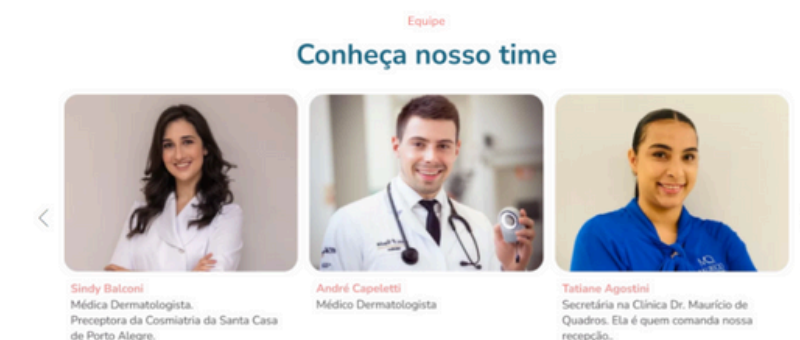 Equipe
Conheça nosso time
Sindy Balconi
Médica Dermatologista.
Preceptora da Cosmiatria da Santa Casa
de Porto Alegre.
André Capeletti
Médico Dermatologista
Tatiane Agostini
Secretária na Clínica Dr. Maurício de
Quadros. Ela é quem comanda nossa
recepção..